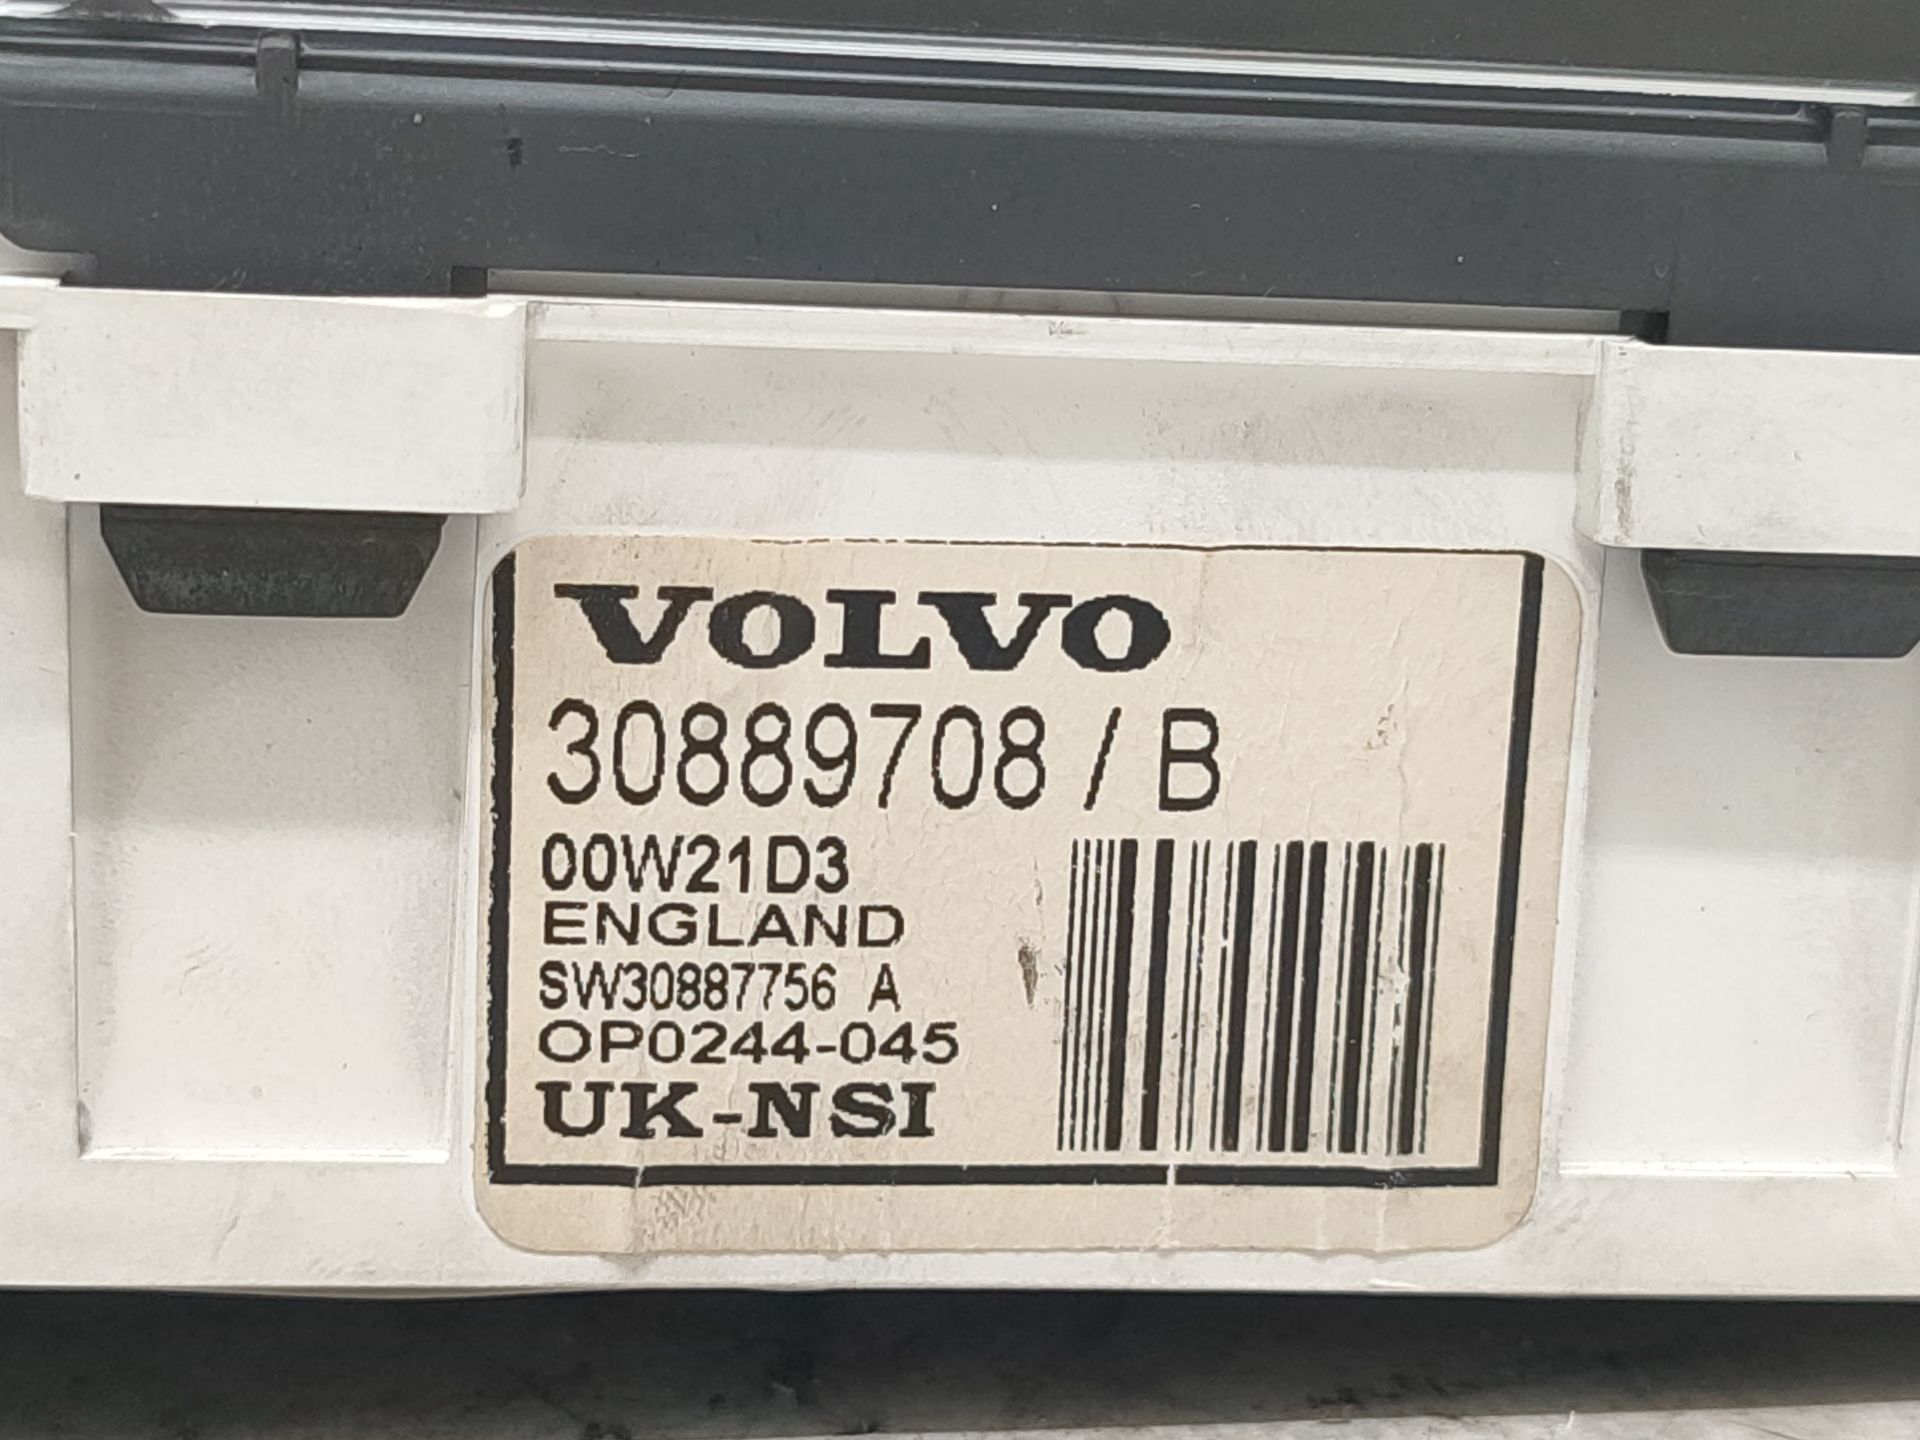 VOLVO
30889708 / B
00W21D3
ENGLAND
SW30887756 A
OP0244-045
UK-NSI